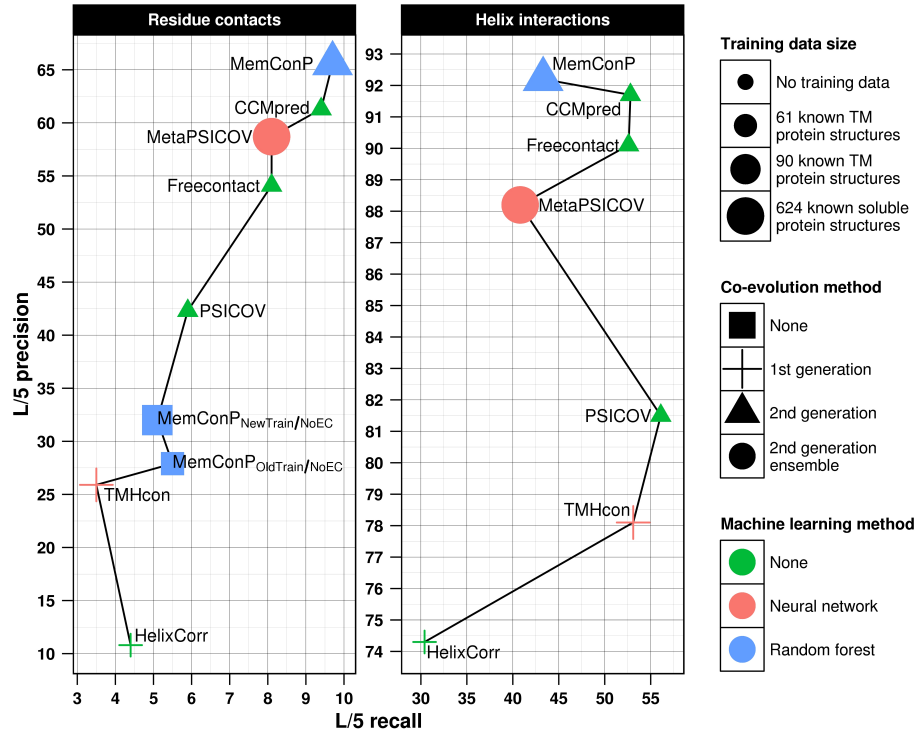 Residue contacts
Helix interactions
L/5 precision
65
60
55
50
45
40
35
30
25
20
15
10
MemConP
CCMpred
MetaPSICOV
Freecontact
PSICOV
MemConP NewTrain/NoEC
MemConP OldTrain/NoEC
TMHcon
HelixCorr
3 4 5 6 7 8 9 10
93
92
91
90
89
88
87
86
85
84
83
82
81
80
79
78
77
76
75
74
MemConP
CCMpred
Freecontact
MetaPSICOV
PSICOV
TMHcon
HelixCorr
30 35 40 45 50 55
L/5 recall
Training data size
No training data
61 known TM
protein structures
90 known TM
protein structures
624 known soluble
protein structures
Co-evolution method
None
1st generation
2nd generation
2nd generation
ensemble
Machine learning method
None
Neural network
Random forest